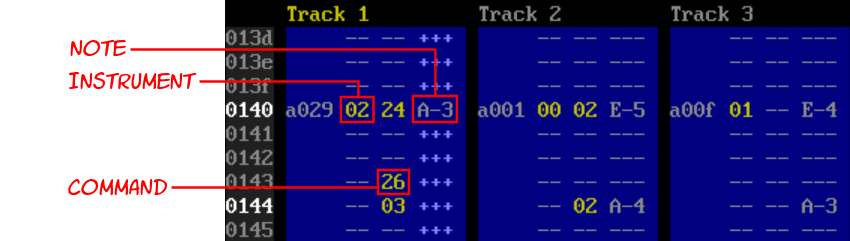 Track 1 Track 2 Track 3
013d -- -- +++ -- -- --- -- -- ---
NOTE
013e -- -- +++ -- -- --- -- -- ---
INSTRUMENT
013f -- -- +++ -- -- --- -- -- ---
0140 a029 02 24 A-3 a001 00 02 E-5 a00f 01 -- E-4
0141 -- -- +++ -- -- --- -- -- ---
0142 -- -- +++ -- -- --- -- -- ---
COMMAND
0143 -- 26 +++ -- -- --- -- -- ---
0144 -- 03 +++ -- 02 A-4 -- -- A-3
0145 -- -- +++ -- -- --- -- -- ---